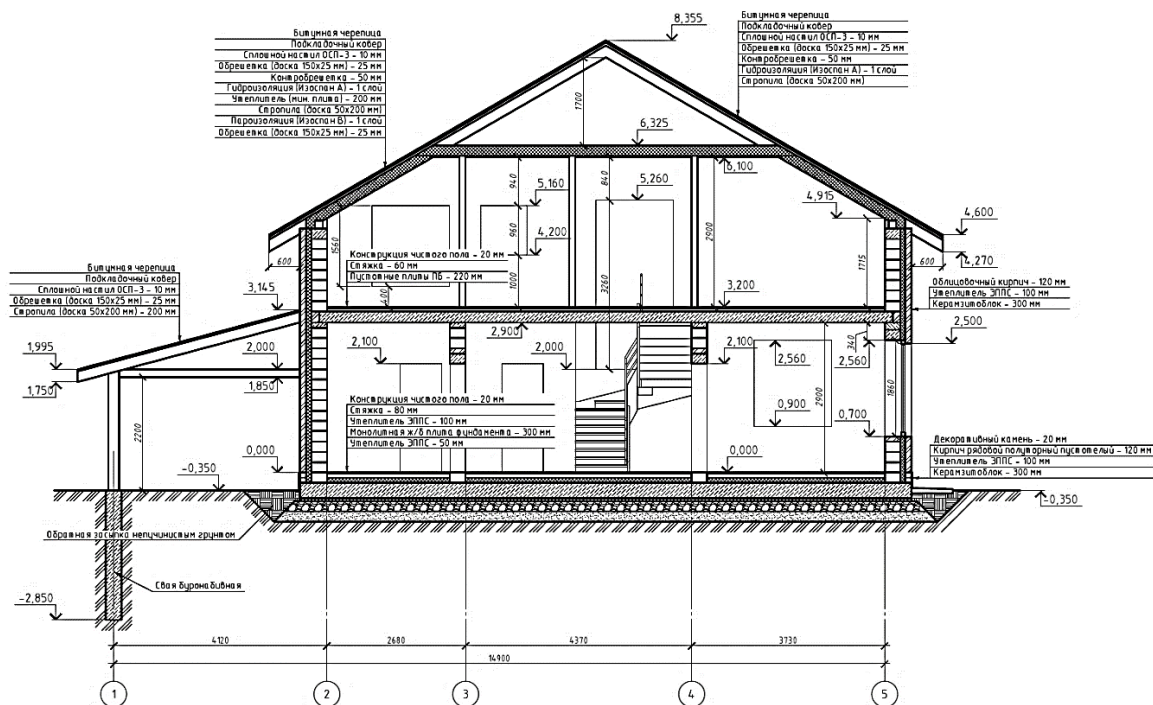 8,355
Битумная черепица
Подкладочный ковер
Сплошной настил ОСП-3 - 10 мм
Обрешетка (доска 150х25 мм) - 25 мм
Контробрешетка - 50 мм
Гидроизоляция (Изоспан А) - 1 слой
Утеплитель (мин. плита) - 200 мм
Стропила (доска 50х200 мм)
Пароизоляция (Изоспан В) - 1 слой
Обрешетка (доска 150х25 мм) - 25 мм
Битумная черепица
Подкладочный ковер
Сплошной настил ОСП-3 - 10 мм
Обрешетка (доска 150х25 мм) - 25 мм
Контробрешетка - 50 мм
Гидроизоляция (Изоспан А) - 1 слой
Стропила (доска 50х200 мм)
1700
6,325
6,100
940
5,160
840
5,260
4,915
960
4,200
1560
2900
1715
4,600
4,270
600
600
Конструкция чистого пола - 20 мм
Стяжка - 60 мм
Пустотные плиты ПБ - 220 мм
400
1000
3260
3,200
Битумная черепица
Подкладочный ковер
Сплошной настил ОСП-3 - 10 мм
Обрешетка (доска 150х25 мм) - 25 мм
Стропила (доска 50х200 мм) - 200 мм
3,145
Облицовочный кирпич - 120 мм
Утеплитель ЭППС - 100 мм
Керамзитоблок - 300 мм
2,900
2,500
340
1,995
2,000
2,100
2,000
2,100
2,560
2,560
1,750
1,850
Конструкция чистого пола - 20 мм
Стяжка - 80 мм
Утеплитель ЭППС - 100 мм
Монолитная ж/б плита фундамента - 300 мм
Утеплитель ЭППС - 50 мм
2200
2900
1860
0,900
0,700
0,000
0,000
-0,350
-0,350
Декоративный камень - 20 мм
Кирпич рядовой полуторный пустотелый - 120 мм
Утеплитель ЭППС - 100 мм
Керамзитоблок - 300 мм
Обратная засыпка непучинистым грунтом
Свая буронабивная
-2,850
4120
2680
4370
3730
14900
1
2
3
4
5